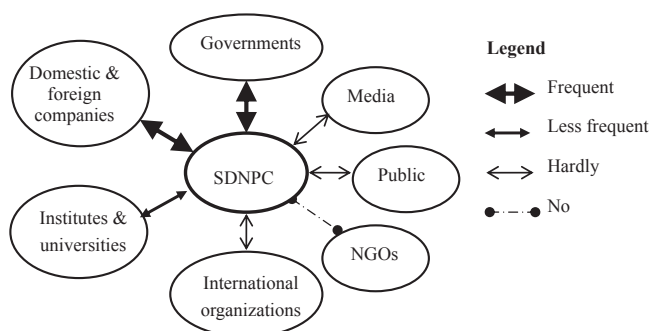 Governments
Domestic &
foreign
companies
Media
SDNPC
Public
Institutes &
universities
NGOs
International
organizations
Legend
Frequent
Less frequent
Hardly
No